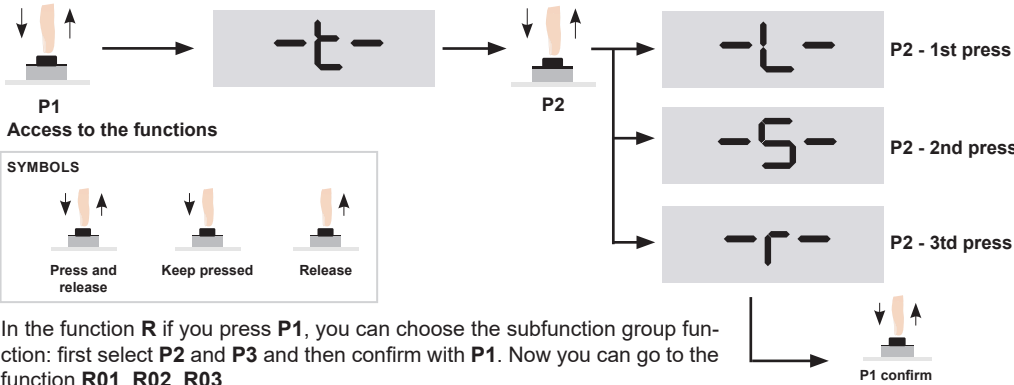 -t-
-L-
P2 - 1st press
P1
P2
Access to the functions
-S-
P2 - 2nd press
SYMBOLS
Press and release
Keep pressed
Release
-r-
P2 - 3td press
In the function R if you press P1, you can choose the subfunction group fun-
ction: first select P2 and P3 and then confirm with P1. Now you can go to the
function R01 R02 R03
P1 confirm